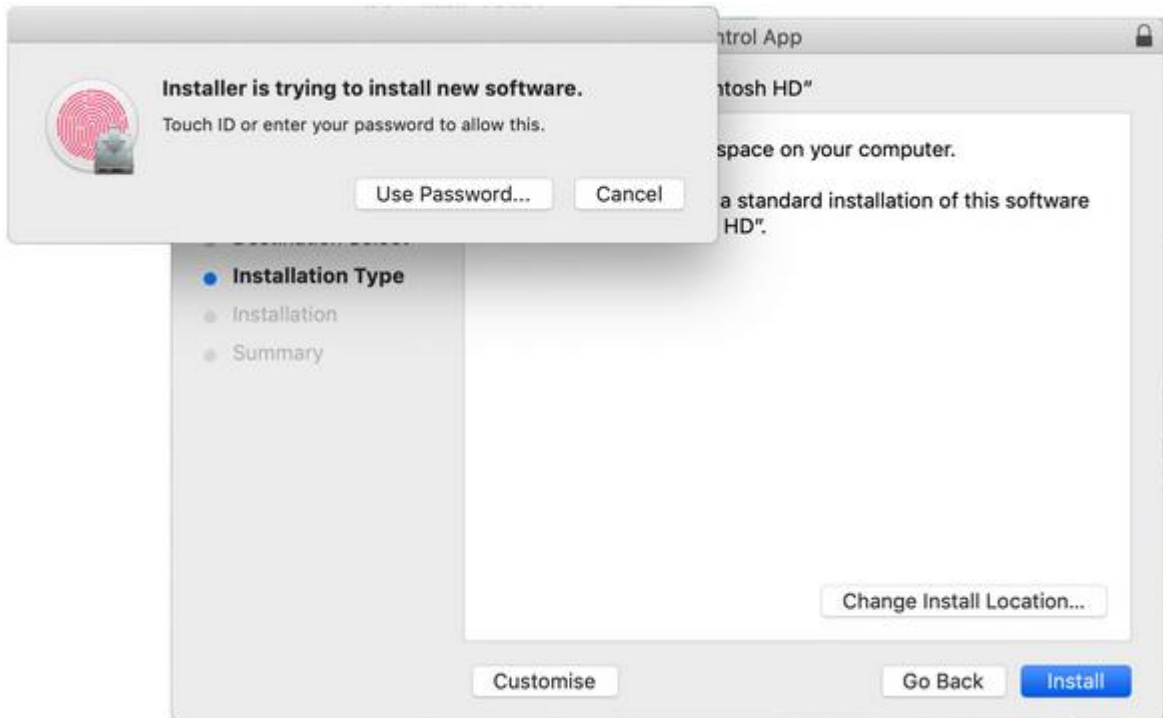 Installer is trying to install new software.
Touch ID or enter your password to allow this.
Use Password... Cancel
ntrol App
ntosh HD”
space on your computer.
a standard installation of this software
HD”.
Installation Type
Installation
Summary
Change Install Location...
Customise Go Back Install